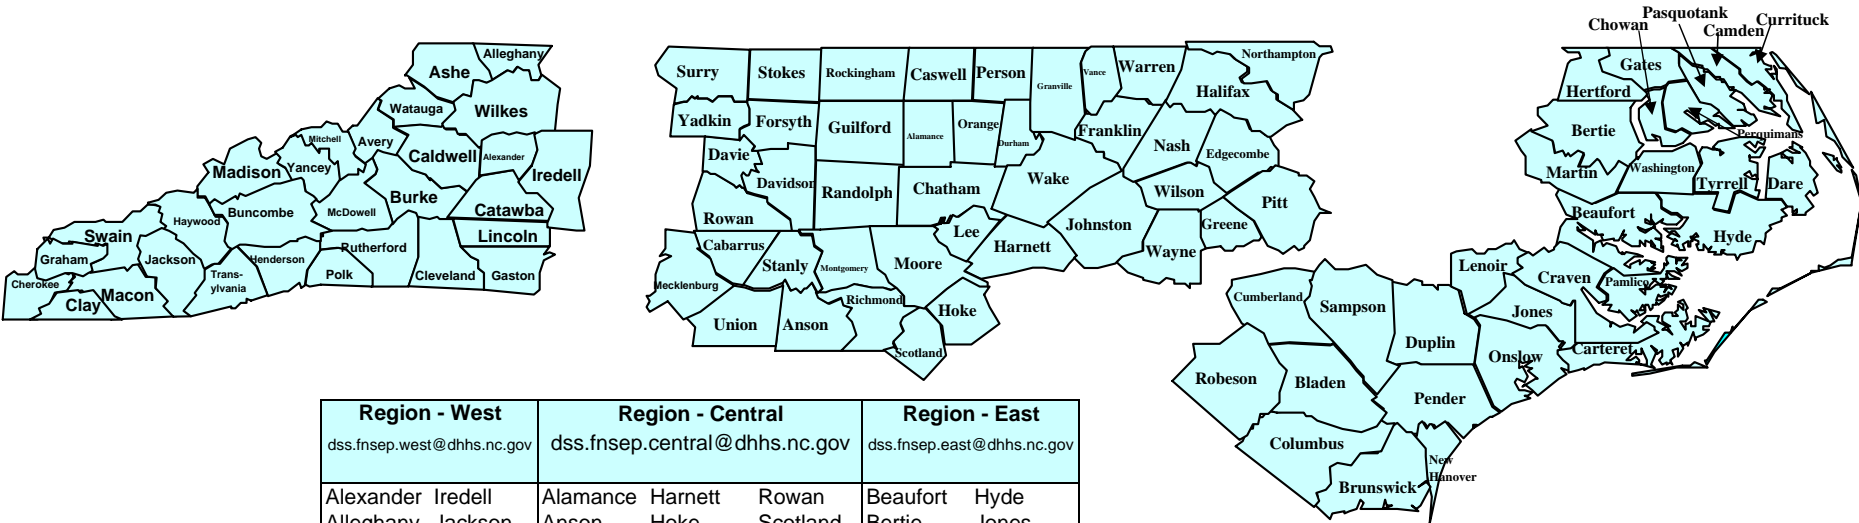 Alleghany
Ashe
Watauga
Wilkes
Mitchell
Avery
Caldwell
Alexander
Iredell
Madison
Yancey
Burke
Catawba
Haywood
Buncombe
McDowell
Lincoln
Swain
Rutherford
Graham
Jackson
Henderson
Trans-
ylvania
Polk
Cleveland
Gaston
Cherokee
Macon
Clay
Surry
Stokes
Rockingham
Caswell
Person
Granville
Vance
Warren
Northampton
Halifax
Yadkin
Forsyth
Guilford
Alamance
Orange
Durham
Franklin
Nash
Edgecombe
Davie
Davidson
Randolph
Chatham
Wake
Wilson
Pitt
Rowan
Lee
Johnston
Greene
Cabarrus
Harnett
Wayne
Stanly
Montgomery
Moore
Mecklenburg
Richmond
Hoke
Union
Anson
Scotland
Pasquotank
Chowan
Camden
Currituck
Gates
Hertford
Bertie
Perquimans
Martin
Washington
Tyrrell
Dare
Beaufort
Hyde
Lenoir
Craven
Pamlico
Cumberland
Sampson
Jones
Duplin
Onslow
Carteret
Robeson
Bladen
Pender
Columbus
New
Hanover
Brunswick
Region - West Region - Central Region - East
dss.fnsep.west@dhhs.nc.gov dss.fnsep.central@dhhs.nc.gov dss.fnsep.east@dhhs.nc.gov
Alexander Iredell Alamance Harnett Rowan Beaufort Hyde
Alleghany Jackson Anson Hoke Scotland Bertie Jones